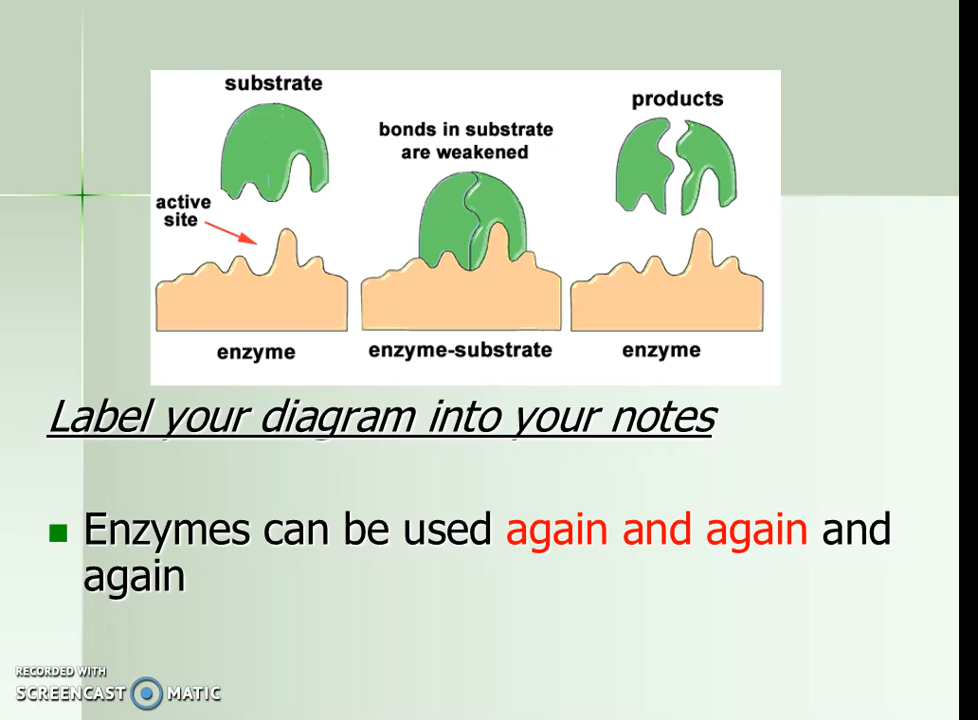 substrate
products
bonds in substrate
are weakened
active
site
enzyme
enzyme-substrate
enzyme
Label your diagram into your notes
Enzymes can be used again and again and
again
RECORDED WITH
SCREENCAST MATIC